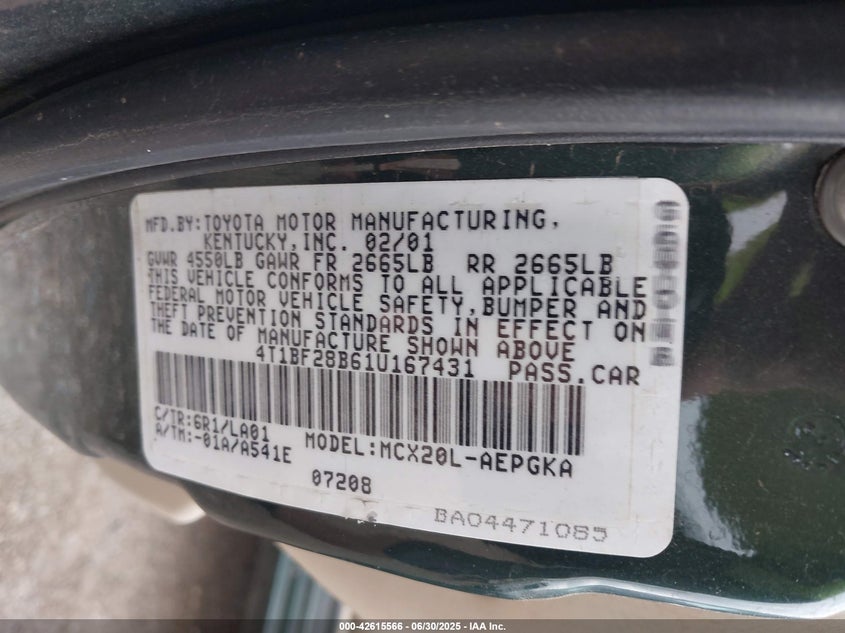 MFD.BY:TOYOTA MOTOR MANUFACTURING,
KENTUCKY,INC. 02/01
GVWR 4550LB GAWR FR 2665LB RR 2665LB
THIS VEHICLE CONFORMS TO ALL APPLICABLE
FEDERAL MOTOR VEHICLE SAFETY,BUMPER AND
THEFT PREVENTION STANDARDS IN EFFECT ON
THE DATE OF MANUFACTURE SHOWN ABOVE
4T1BF28B61U167431 PASS.CAR
C/TR:6R1/LA01
A/TM:-01A/A541E
MODEL:MCX20L-AEPGKA
07208
BA04471085
000-42615566 - 06/30/2025 - IAA Inc.